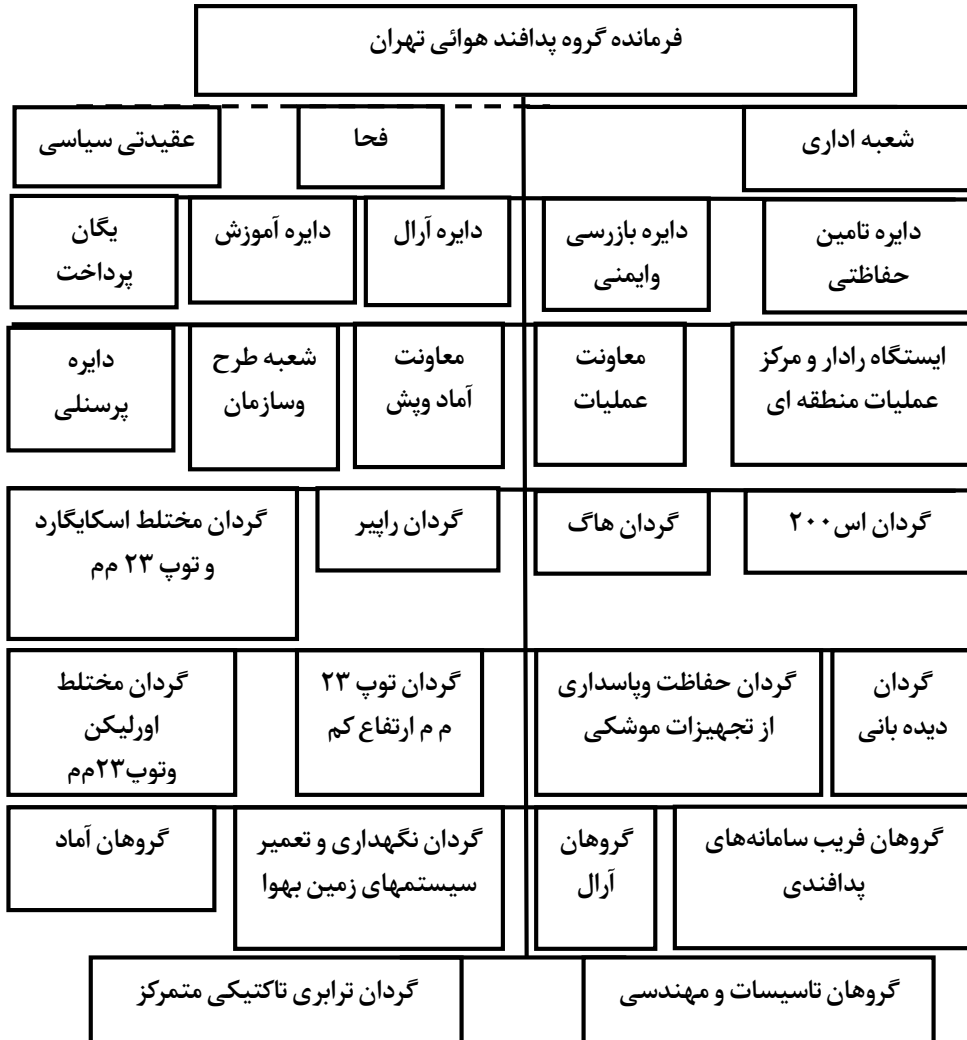 فرمانده گروه پدافند هوائی تهران
شعبه اداری
فحا
عقیدتی سیاسی
دایره تامین
حفاظتی
دایره بازرسی
وایمنی
دایره آرال
دایره آموزش
یگان
پرداخت
ایستگاه رادار و مرکز
عملیات منطقه ای
معاونت
عملیات
معاونت
آماد وپش
شعبه طرح
وسازمان
دایره
پرسنلی
گردان اس۲۰۰
گردان هاگ
گردان راپیر
گردان مختلط اسکایگارد
و توپ ۲۳ مم
گردان
دیده بانی
گردان حفاظت وپاسداری
از تجهیزات موشکی
گردان توپ ۲۳
م م ارتفاع کم
گردان مختلط
اورلیکن
وتوپ۲۳مم
گروهان فریب سامانه‌های
پدافندی
گروهان
آرال
گردان نگهداری و تعمیر
سیستمهای زمین بهوا
گروهان آماد
گروهان تاسیسات و مهندسی
گردان ترابری تاکتیکی متمرکز